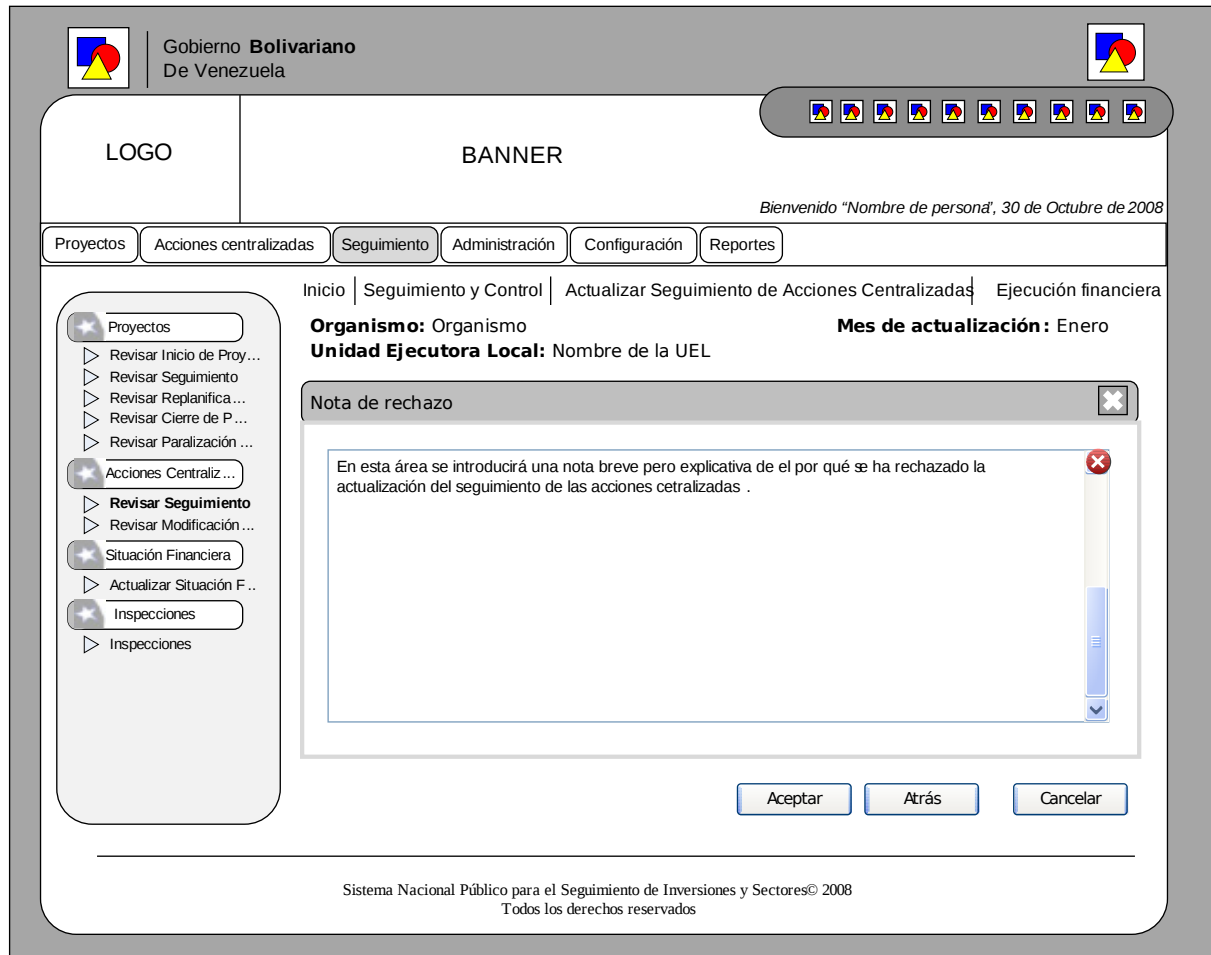 Gobierno Bolivariano
De Venezuela
LOGO
BANNER
Bienvenido “Nombre de persona”, 30 de Octubre de 2008
Proyectos
Acciones centralizadas
Seguimiento
Administración
Configuración
Reportes
Inicio
Seguimiento y Control
Actualizar Seguimiento de Acciones Centralizadas
Ejecución financiera
Proyectos
Revisar Inicio de Proy…
Revisar Seguimiento
Revisar Replanifica…
Revisar Cierre de P…
Revisar Paralización …
Acciones Centraliz…
Revisar Seguimiento
Revisar Modificación…
Situación Financiera
Actualizar Situación F..
Inspecciones
Inspecciones
Organismo: Organismo
Mes de actualización: Enero
Unidad Ejecutora Local: Nombre de la UEL
Nota de rechazo
En esta área se introducirá una nota breve pero explicativa de el por qué se ha rechazado la
actualización del seguimiento de las acciones cetralizadas .
Aceptar
Atrás
Cancelar
Sistema Nacional Público para el Seguimiento de Inversiones y Sectores© 2008
Todos los derechos reservados